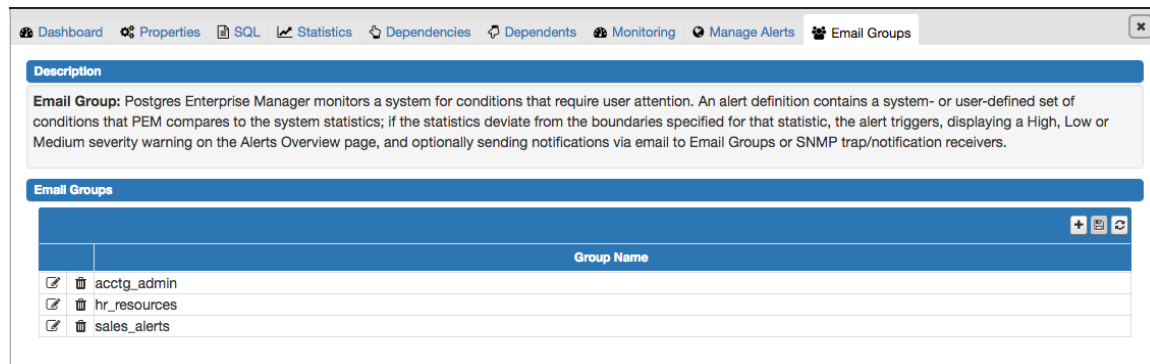 Dashboard Properties SQL Statistics Dependencies Dependents Monitoring Manage Alerts Email Groups
Description
Email Group: Postgres Enterprise Manager monitors a system for conditions that require user attention. An alert definition contains a system- or user-defined set of
conditions that PEM compares to the system statistics; if the statistics deviate from the boundaries specified for that statistic, the alert triggers, displaying a High, Low or
Medium severity warning on the Alerts Overview page, and optionally sending notifications via email to Email Groups or SNMP trap/notification receivers.
Email Groups
Group Name
acctg_admin
hr_resources
sales_alerts